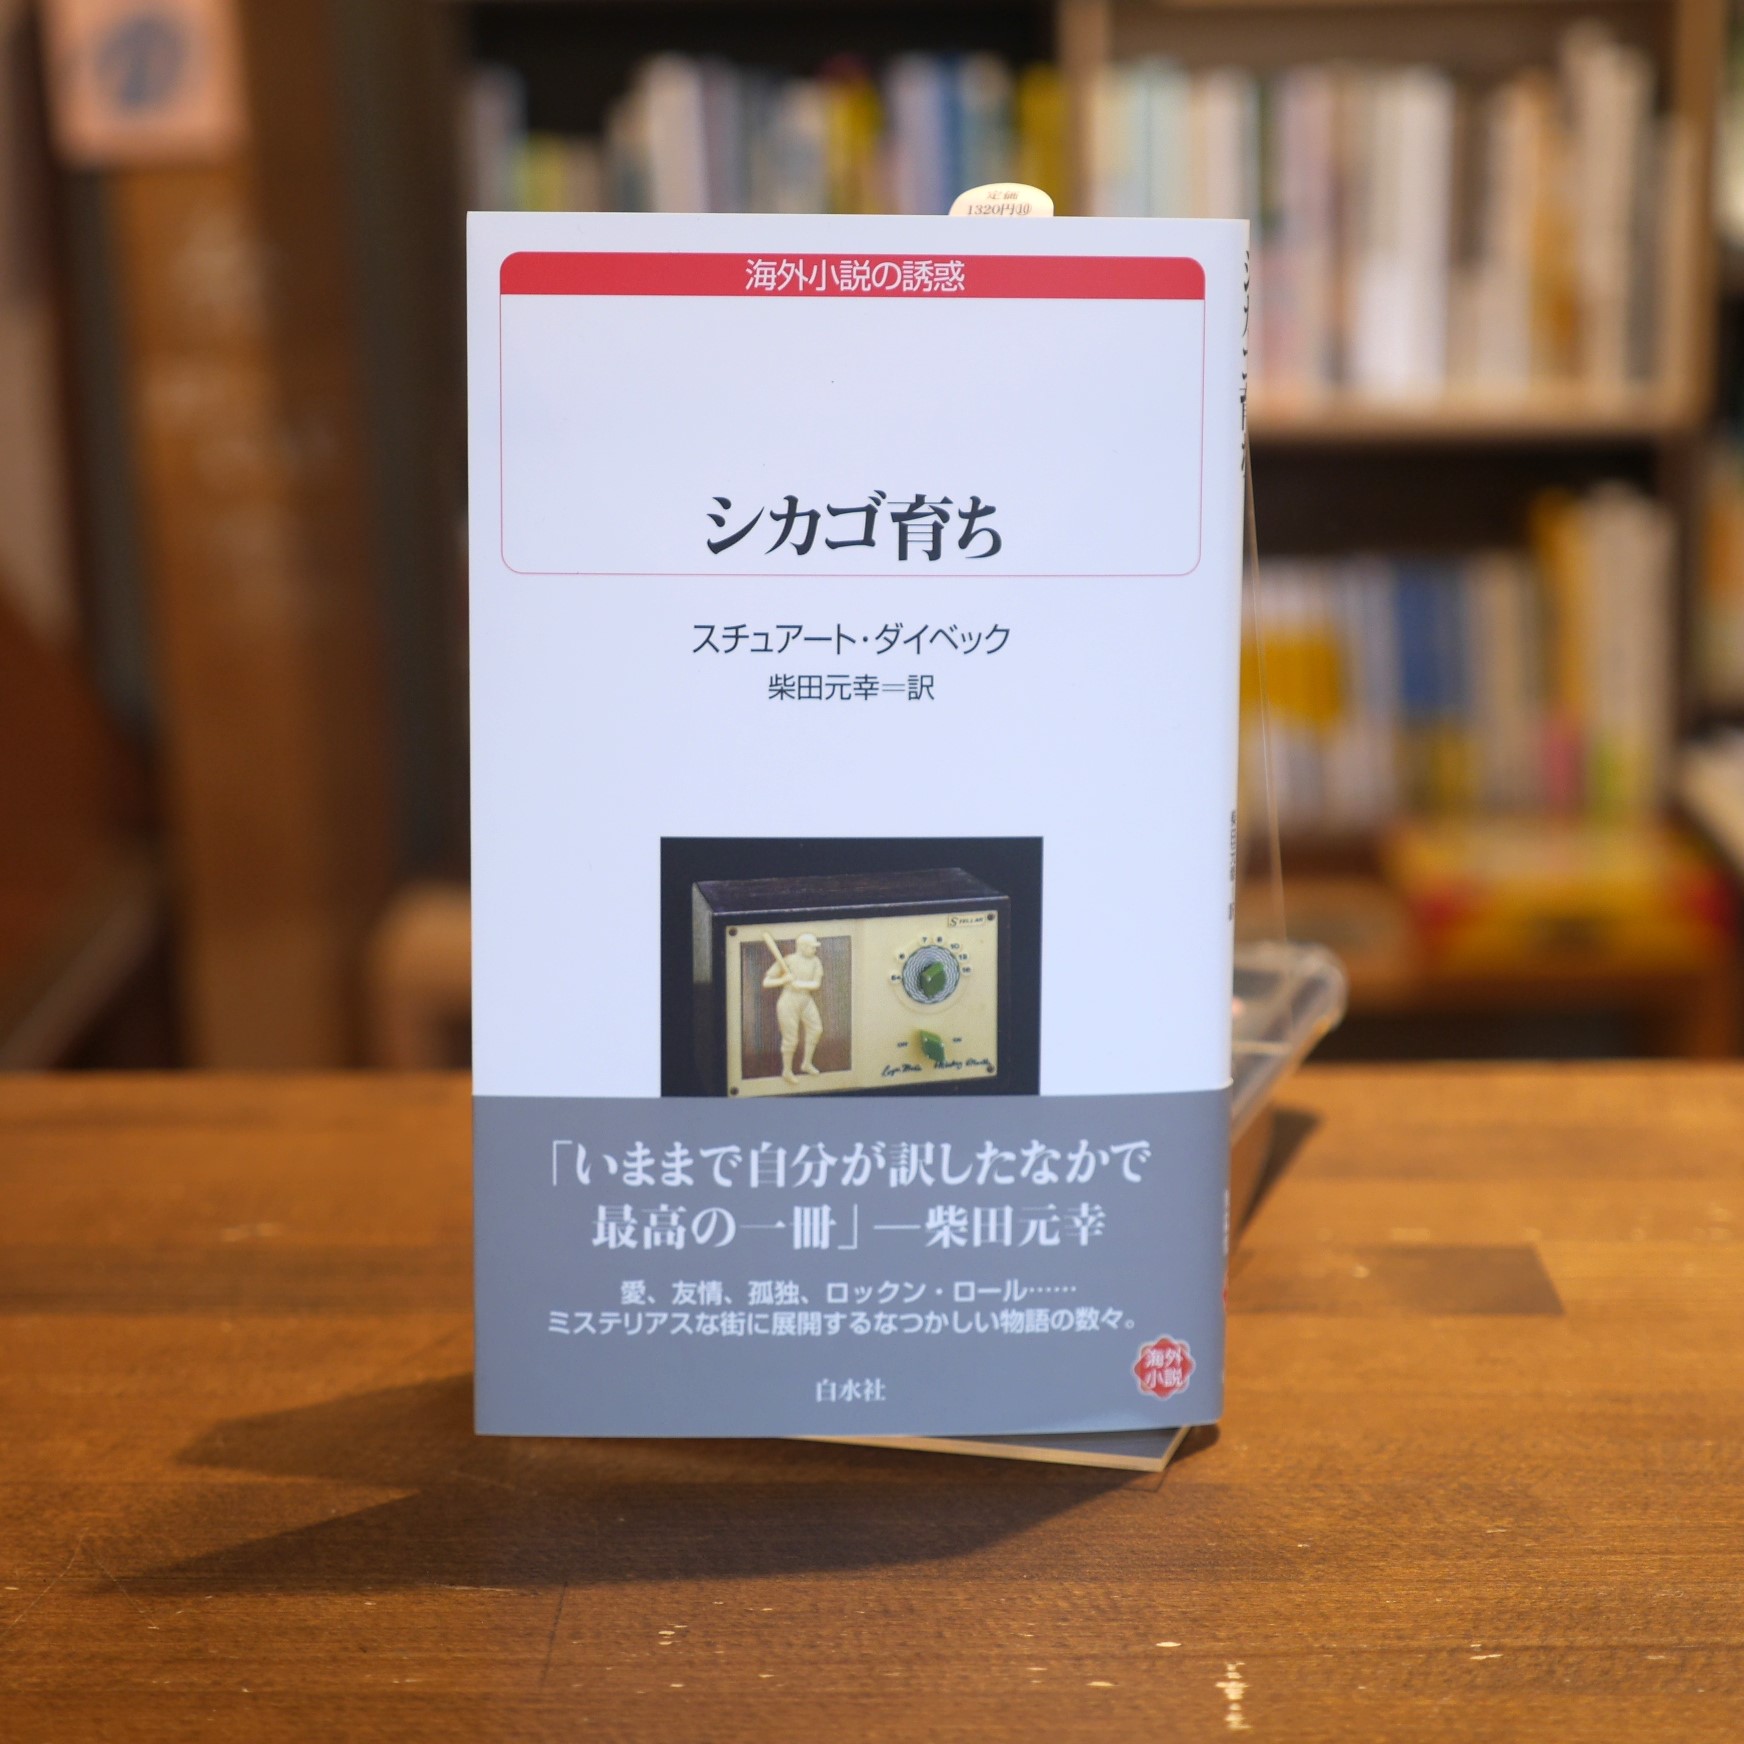 定価
1320円
海外小説の誘惑
シカゴ育ち
スチュアート・ダイベック
柴田元幸＝訳
「いままで自分が訳したなかで
最高の一冊」—柴田元幸
愛、友情、孤独、ロックン・ロール……
ミステリアスな街に展開するなつかしい物語の数々。
海外
小説
白水社